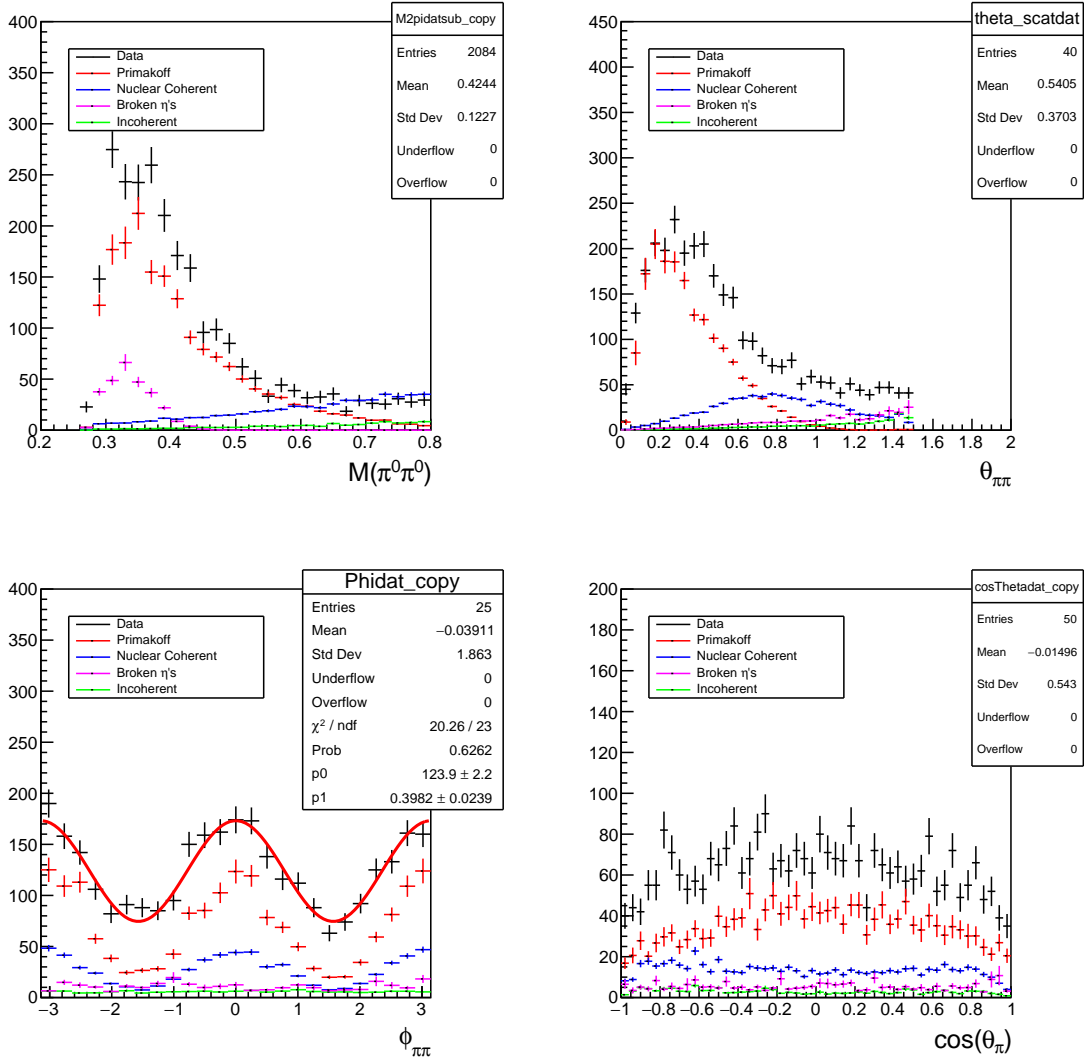 M2pidatsub_copy
Entries 2084
Mean 0.4244
Std Dev 0.1227
Underflow 0
Overflow 0
Data
Primakoff
Nuclear Coherent
Broken η's
Incoherent
400
350
300
250
200
150
100
50
0
0.2 0.3 0.4 0.5 0.6 0.7 0.8
M(π⁰π⁰)
theta_scatdat
Entries 40
Mean 0.5405
Std Dev 0.3703
Underflow 0
Overflow 0
Data
Primakoff
Nuclear Coherent
Broken η's
Incoherent
450
400
350
300
250
200
150
100
50
0
0 0.2 0.4 0.6 0.8 1 1.2 1.4 1.6 1.8 2
θππ
Phidat_copy
Entries 25
Mean −0.03911
Std Dev 1.863
Underflow 0
Overflow 0
χ² / ndf 20.26 / 23
Prob 0.6262
p0 123.9 ± 2.2
p1 0.3982 ± 0.0239
Data
Primakoff
Nuclear Coherent
Broken η's
Incoherent
400
350
300
250
200
150
100
50
0
−3 −2 −1 0 1 2 3
ϕππ
cosThetadat_copy
Entries 50
Mean −0.01496
Std Dev 0.543
Underflow 0
Overflow 0
Data
Primakoff
Nuclear Coherent
Broken η's
Incoherent
200
180
160
140
120
100
80
60
40
20
0
−1 −0.8 −0.6 −0.4 −0.2 0 0.2 0.4 0.6 0.8 1
cos(θπ)